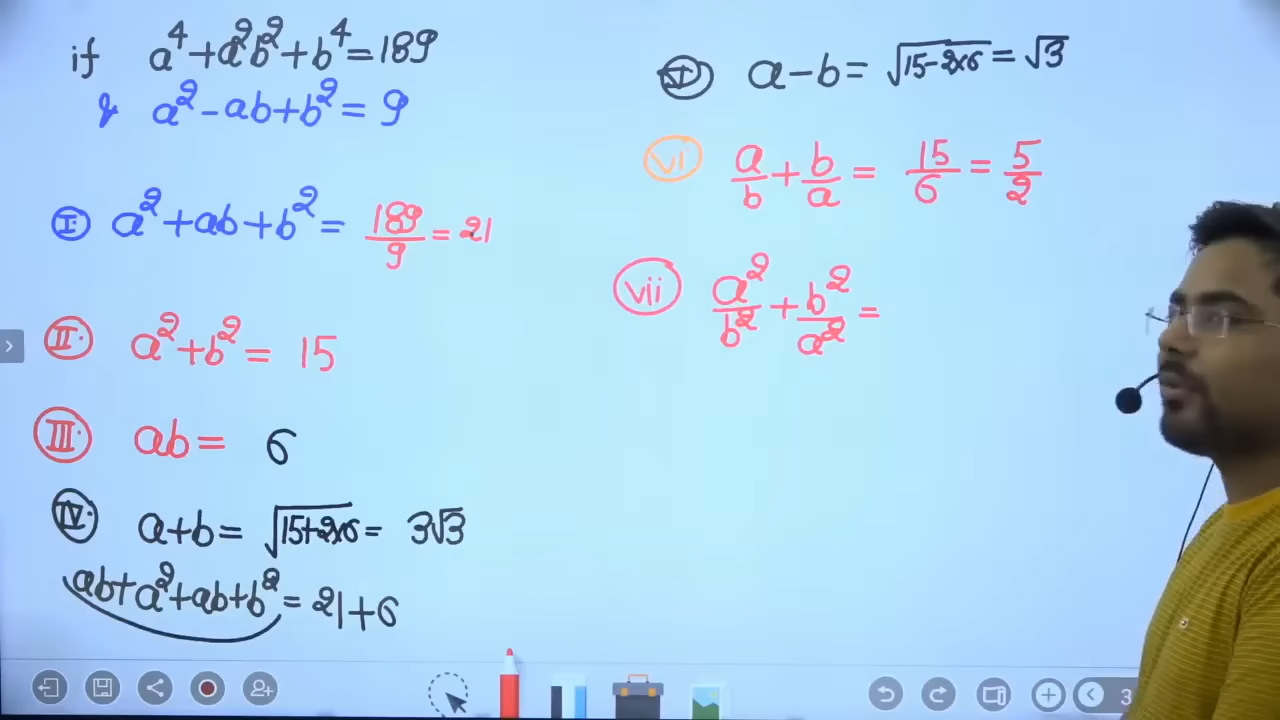 if a⁴+a²b²+b⁴=189
& a²-ab+b²=9
I. a²+ab+b²= 189/9 =21
II. a²+b²= 15
III. ab= 6
IV. a+b= √(15+2×6)= 3√3
ab+a²+ab+b²=21+6
V a-b= √(15-2×6)=√3
vi a/b+b/a= 15/6=5/2
vii a²/b²+b²/a²=
3